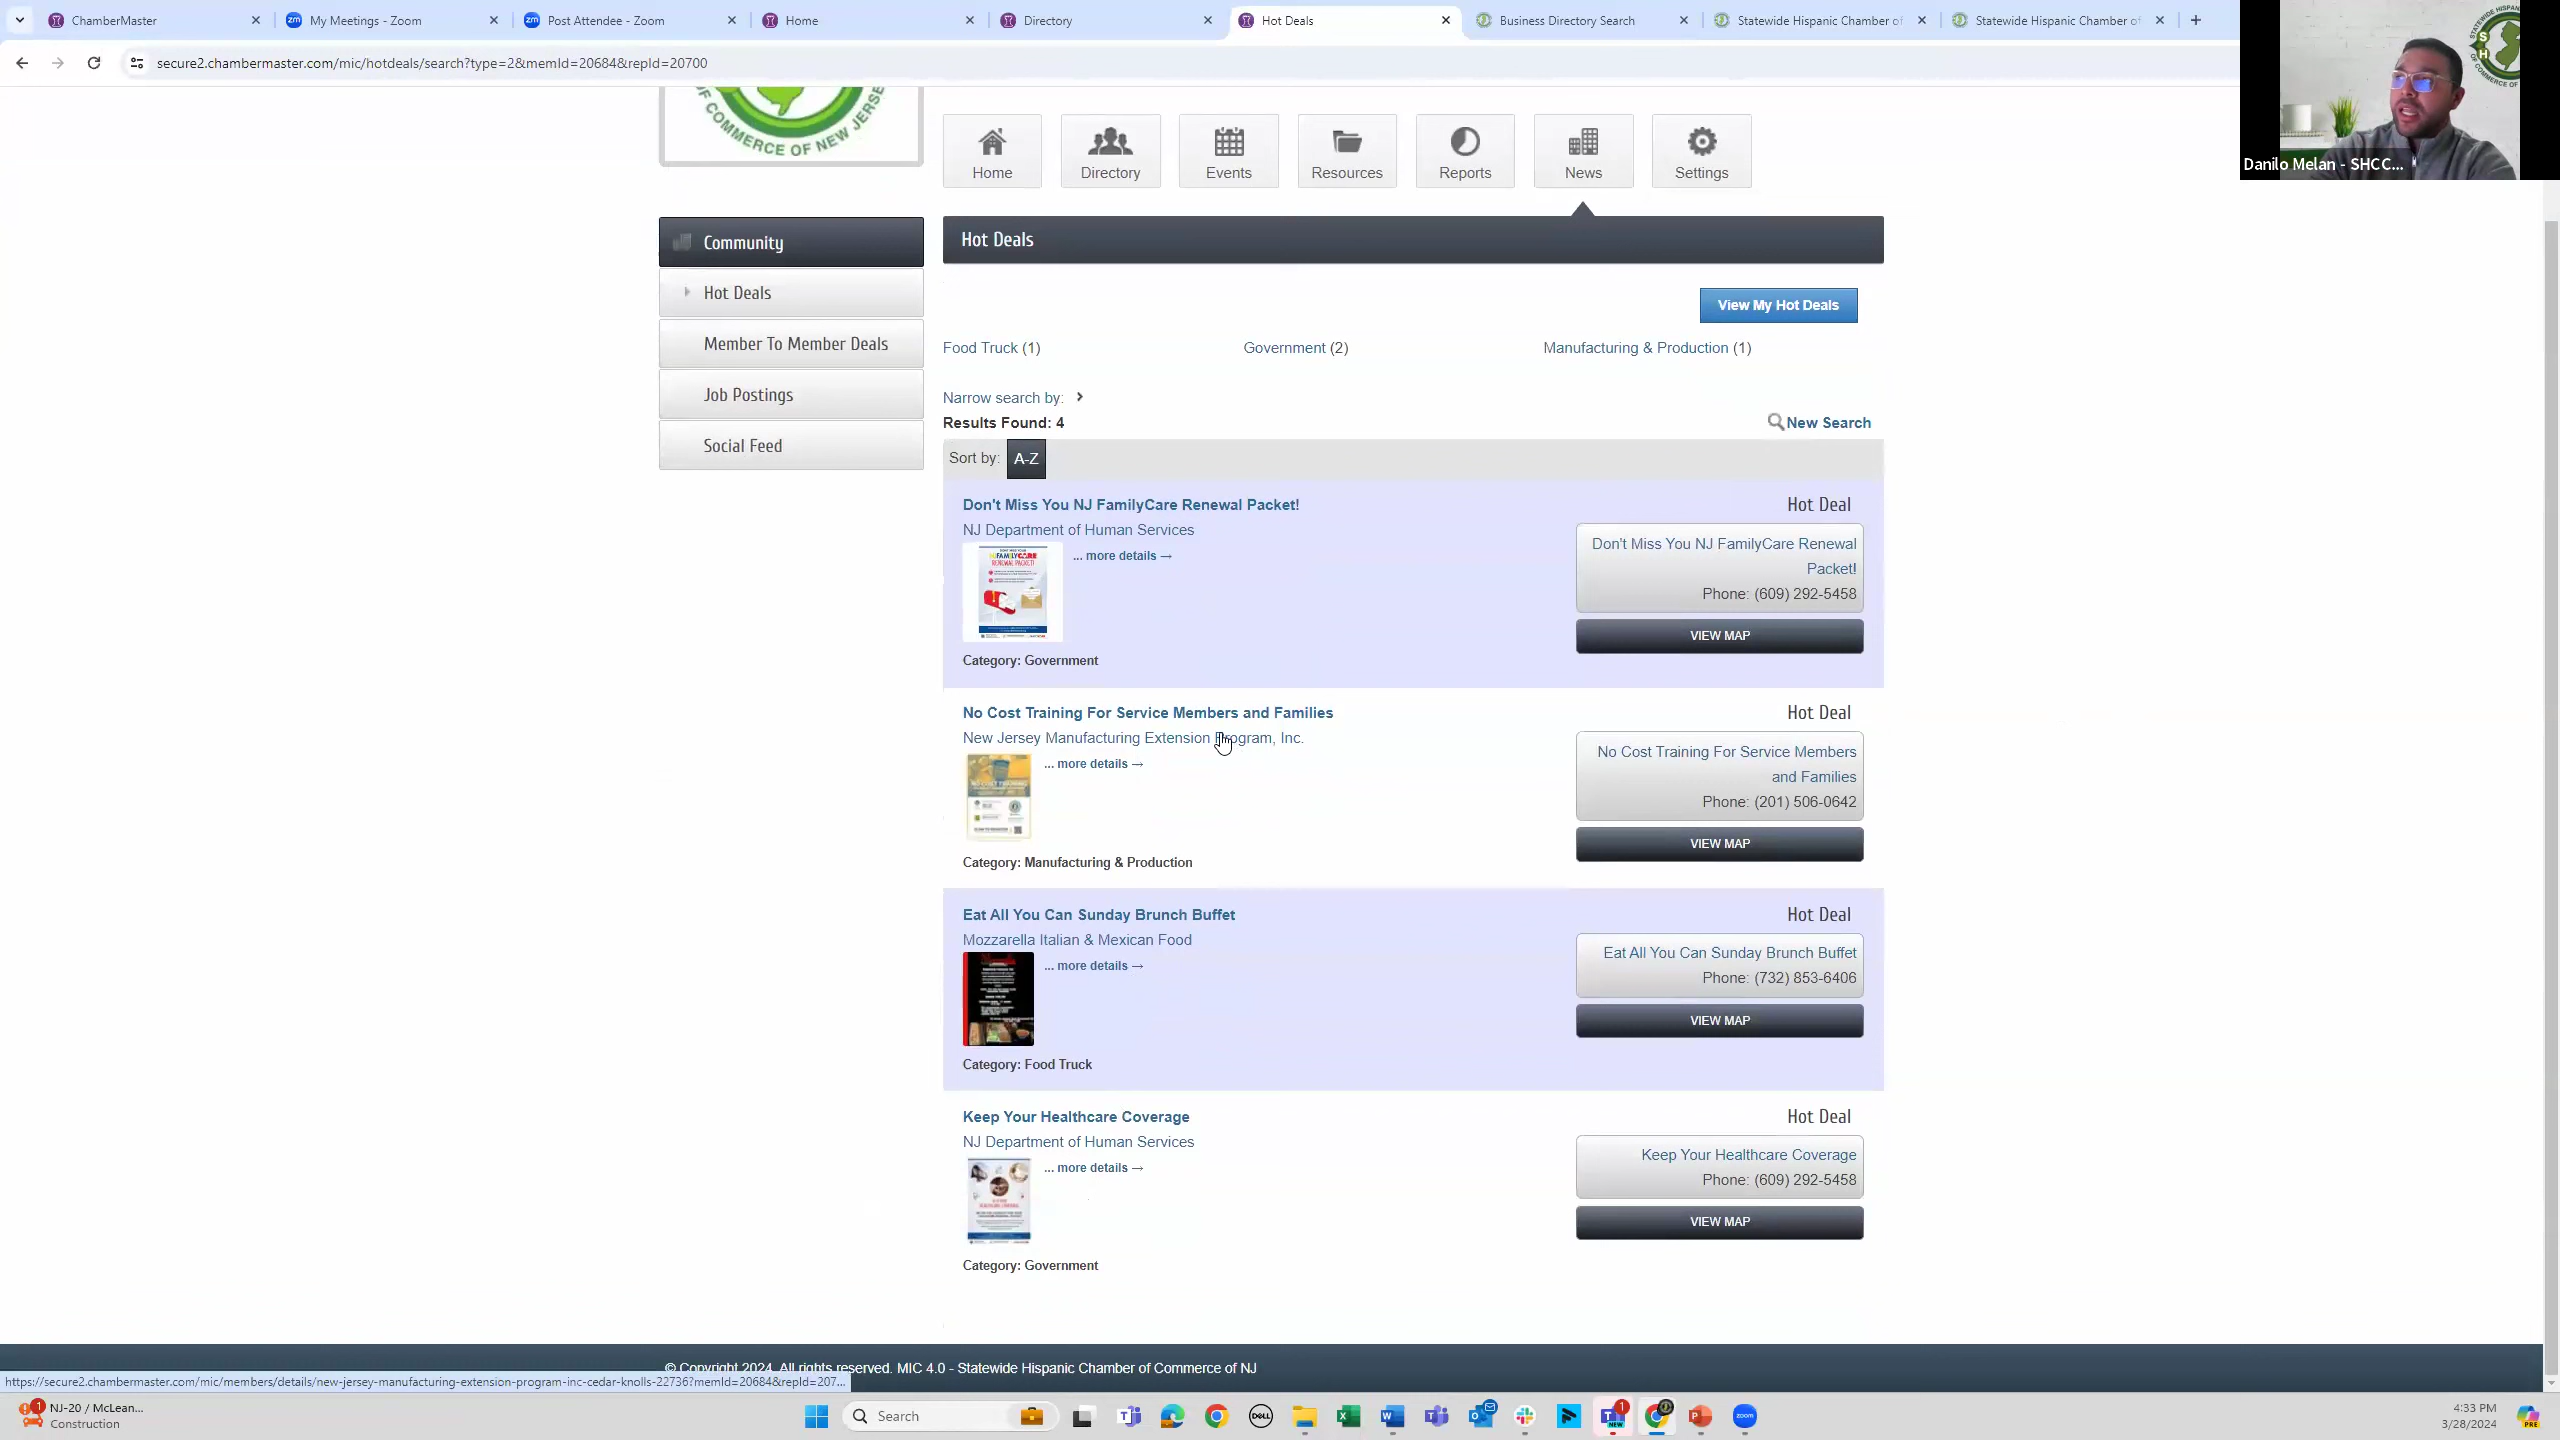 ChamberMaster
My Meetings - Zoom
Post Attendee - Zoom
Home
Directory
Hot Deals
Business Directory Search
Statewide Hispanic Chamber of
Statewide Hispanic Chamber of
secure2.chambermaster.com/mic/hotdeals/search?type=2&memId=20684&repId=20700
Danilo Melan - SHCC...
OF COMMERCE OF NEW JERSEY
Home
Directory
Events
Resources
Reports
News
Settings
Community
Hot Deals
Member To Member Deals
Job Postings
Social Feed
Hot Deals
View My Hot Deals
Food Truck (1)
Government (2)
Manufacturing & Production (1)
Narrow search by:
Results Found: 4
New Search
Sort by: A-Z
Don't Miss You NJ FamilyCare Renewal Packet!
NJ Department of Human Services
... more details →
Category: Government
Hot Deal
Don't Miss You NJ FamilyCare Renewal
Packet!
Phone: (609) 292-5458
VIEW MAP
No Cost Training For Service Members and Families
New Jersey Manufacturing Extension Program, Inc.
... more details →
Category: Manufacturing & Production
Hot Deal
No Cost Training For Service Members
and Families
Phone: (201) 506-0642
VIEW MAP
Eat All You Can Sunday Brunch Buffet
Mozzarella Italian & Mexican Food
... more details →
Category: Food Truck
Hot Deal
Eat All You Can Sunday Brunch Buffet
Phone: (732) 853-6406
VIEW MAP
Keep Your Healthcare Coverage
NJ Department of Human Services
... more details →
Category: Government
Hot Deal
Keep Your Healthcare Coverage
Phone: (609) 292-5458
VIEW MAP
© Copyright 2024. All rights reserved. MIC 4.0 - Statewide Hispanic Chamber of Commerce of NJ
https://secure2.chambermaster.com/mic/members/details/new-jersey-manufacturing-extension-program-inc-cedar-knolls-22736?memId=20684&repId=207...
NJ-20 / McLean...
Construction
Search
4:33 PM
3/28/2024